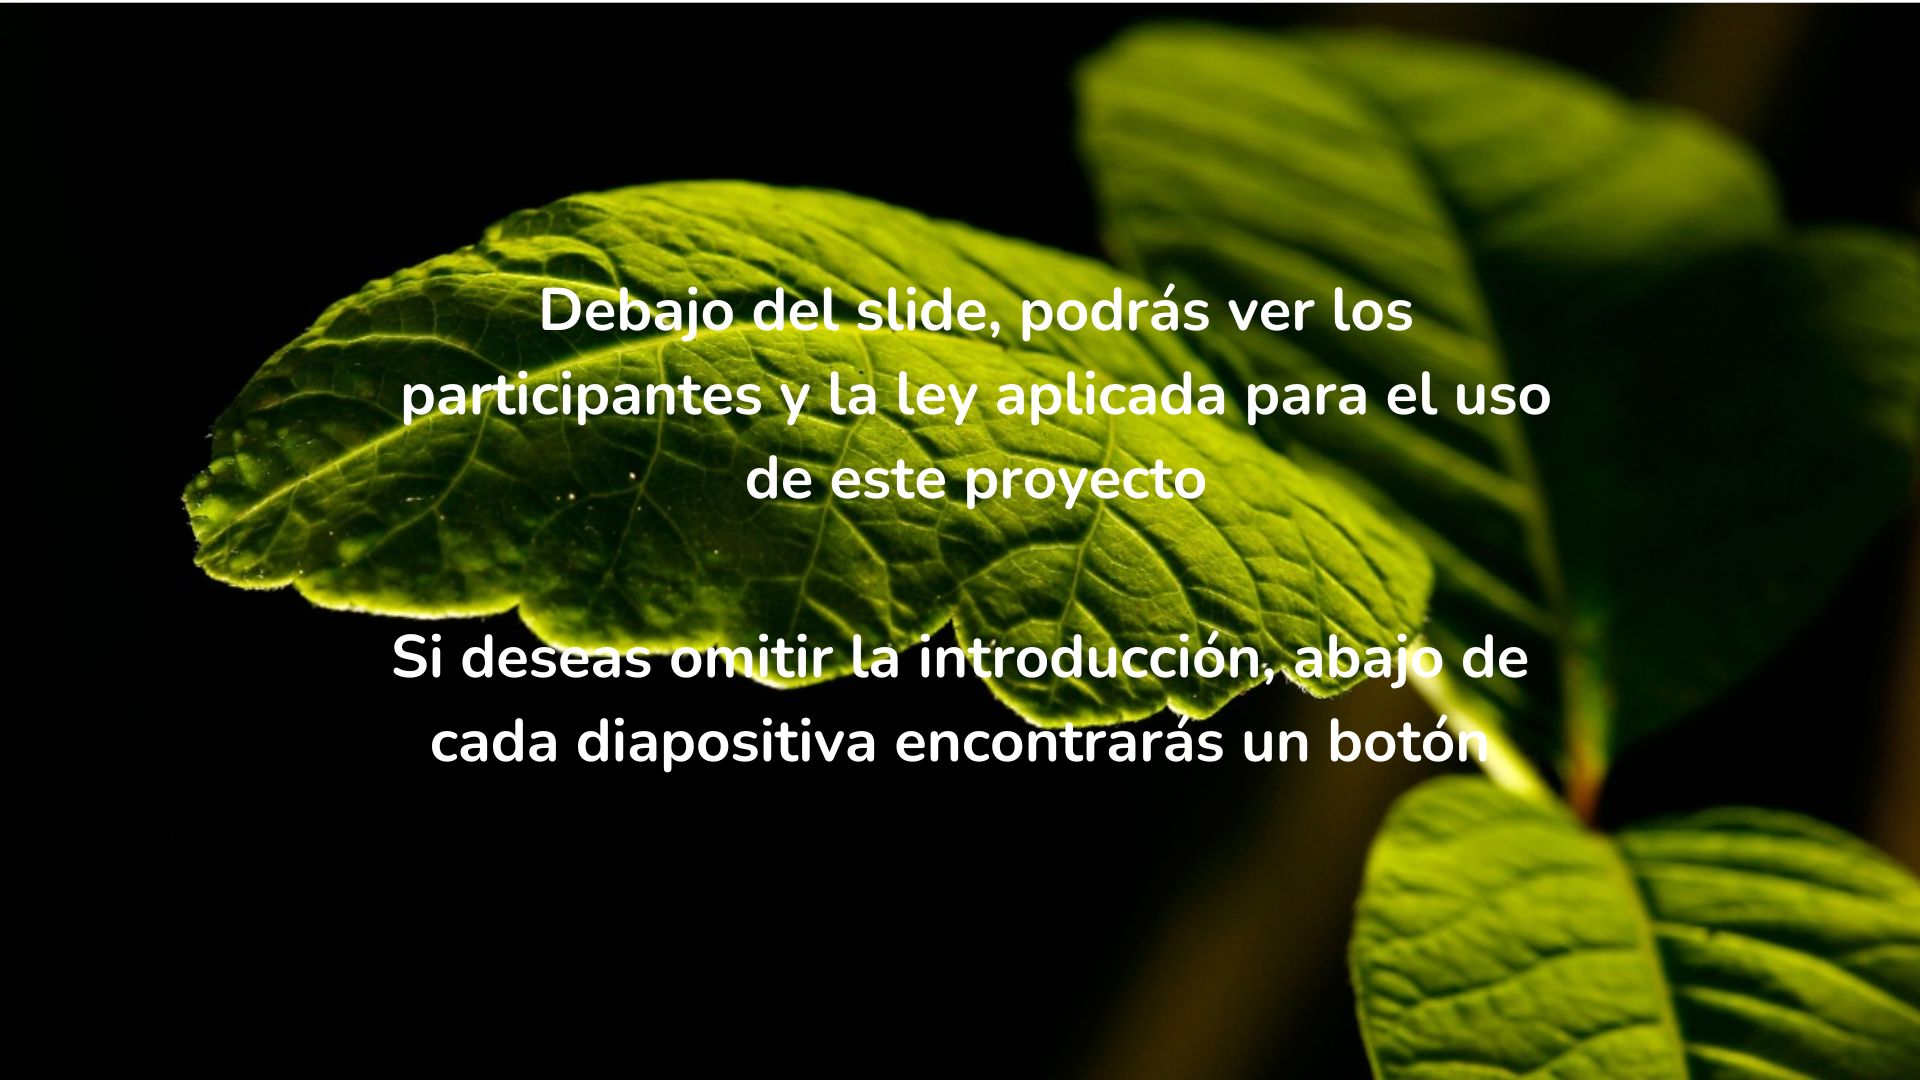 Debajo del slide, podrás ver los
participantes y la ley aplicada para el uso
de este proyecto
Si deseas omitir la introducción, abajo de
cada diapositiva encontrarás un botón